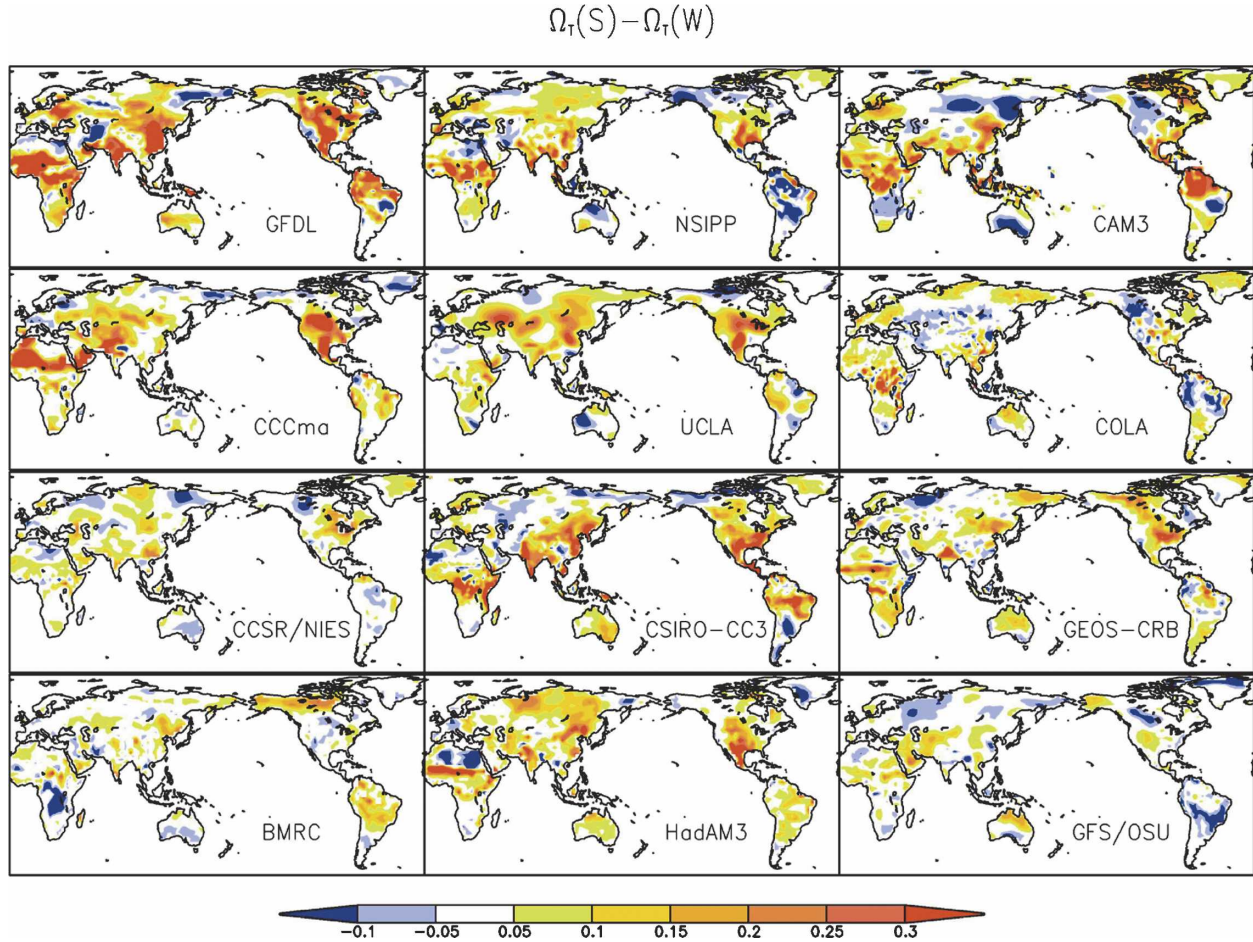 Ω_T(S) – Ω_T(W)
GFDL NSIPP CAM3
CCCma UCLA COLA
CCSR/NIES CSIRO–CC3 GEOS–CRB
BMRC HadAM3 GFS/OSU
–0.1 –0.05 0.05 0.1 0.15 0.2 0.25 0.3